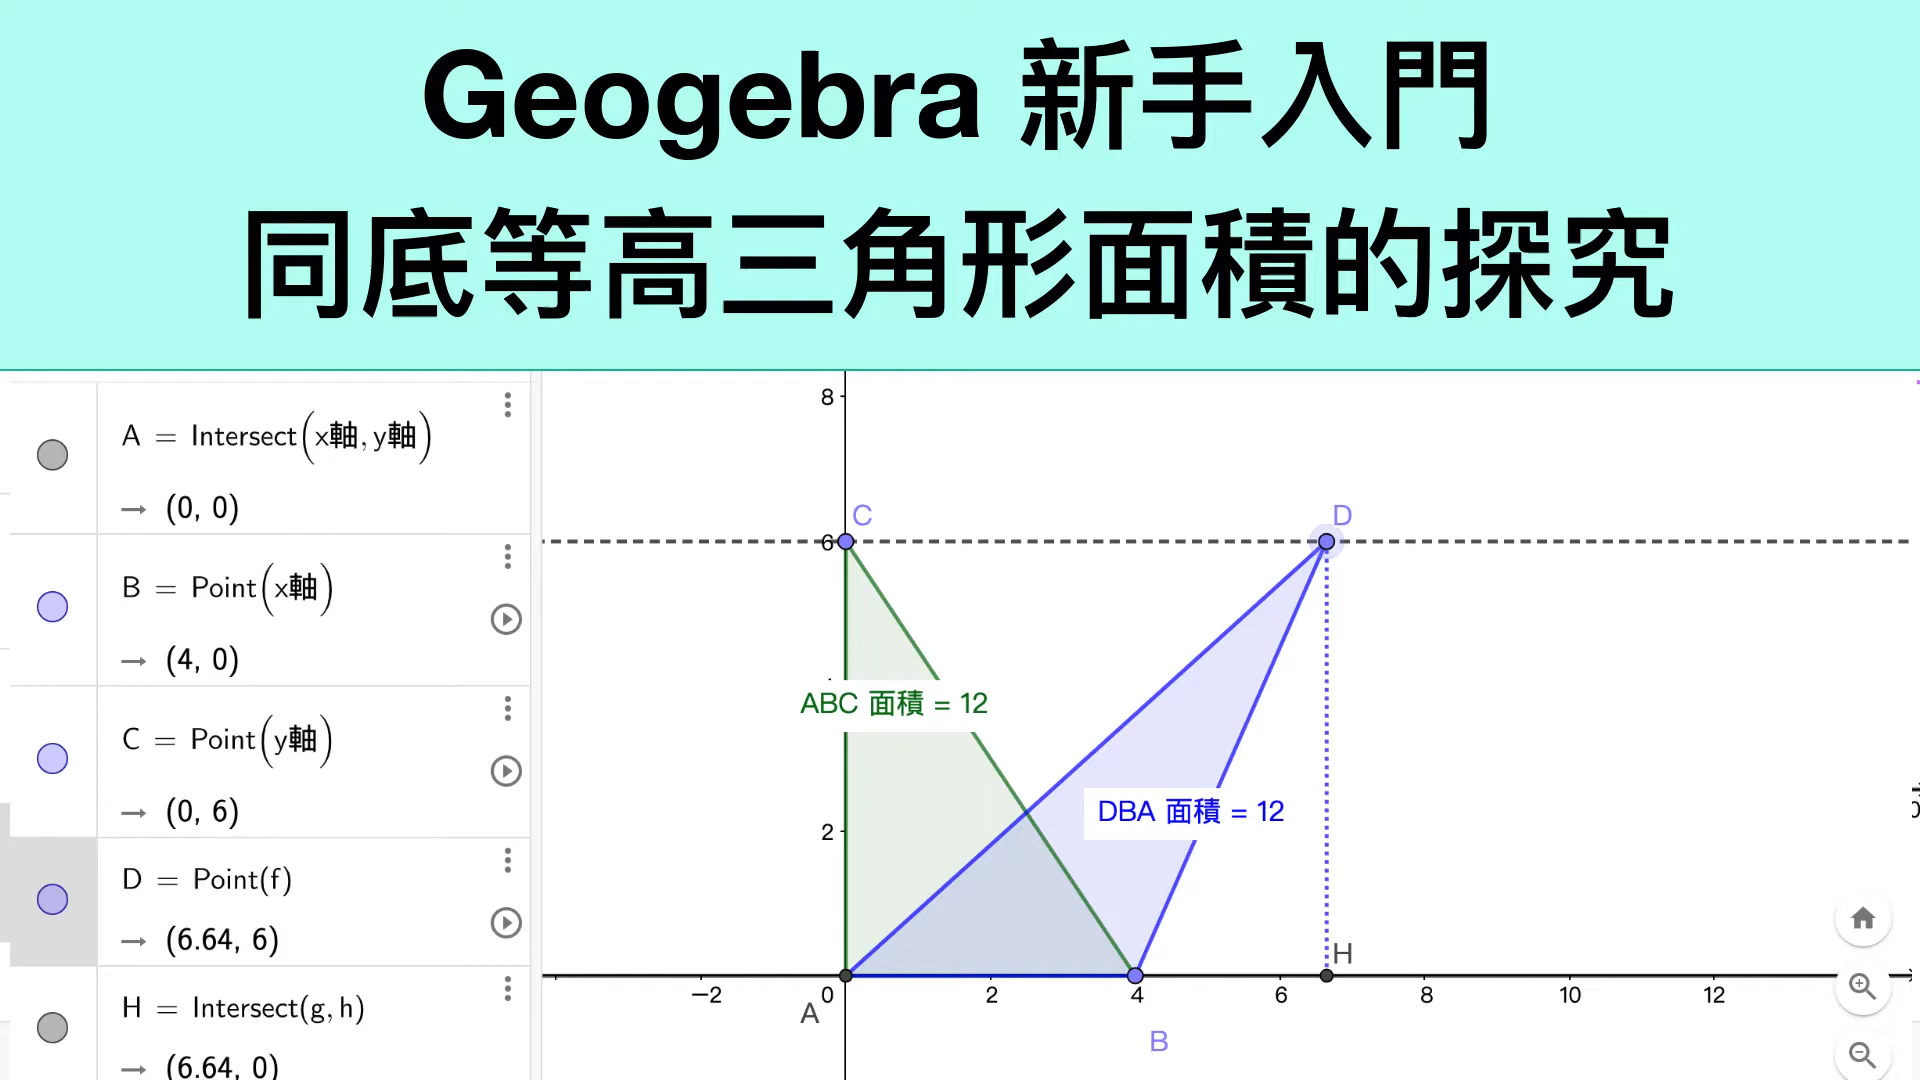 Geogebra 新手入門
同底等高三角形面積的探究
A = Intersect(x軸, y軸)
→ (0, 0)
B = Point(x軸)
→ (4, 0)
C = Point(y軸)
→ (0, 6)
D = Point(f)
→ (6.64, 6)
H = Intersect(g, h)
→ (6.64, 0)
8
C
D
6
ABC 面積 = 12
DBA 面積 = 12
2
H
−2 0 2 4 6 8 10 12
A
B